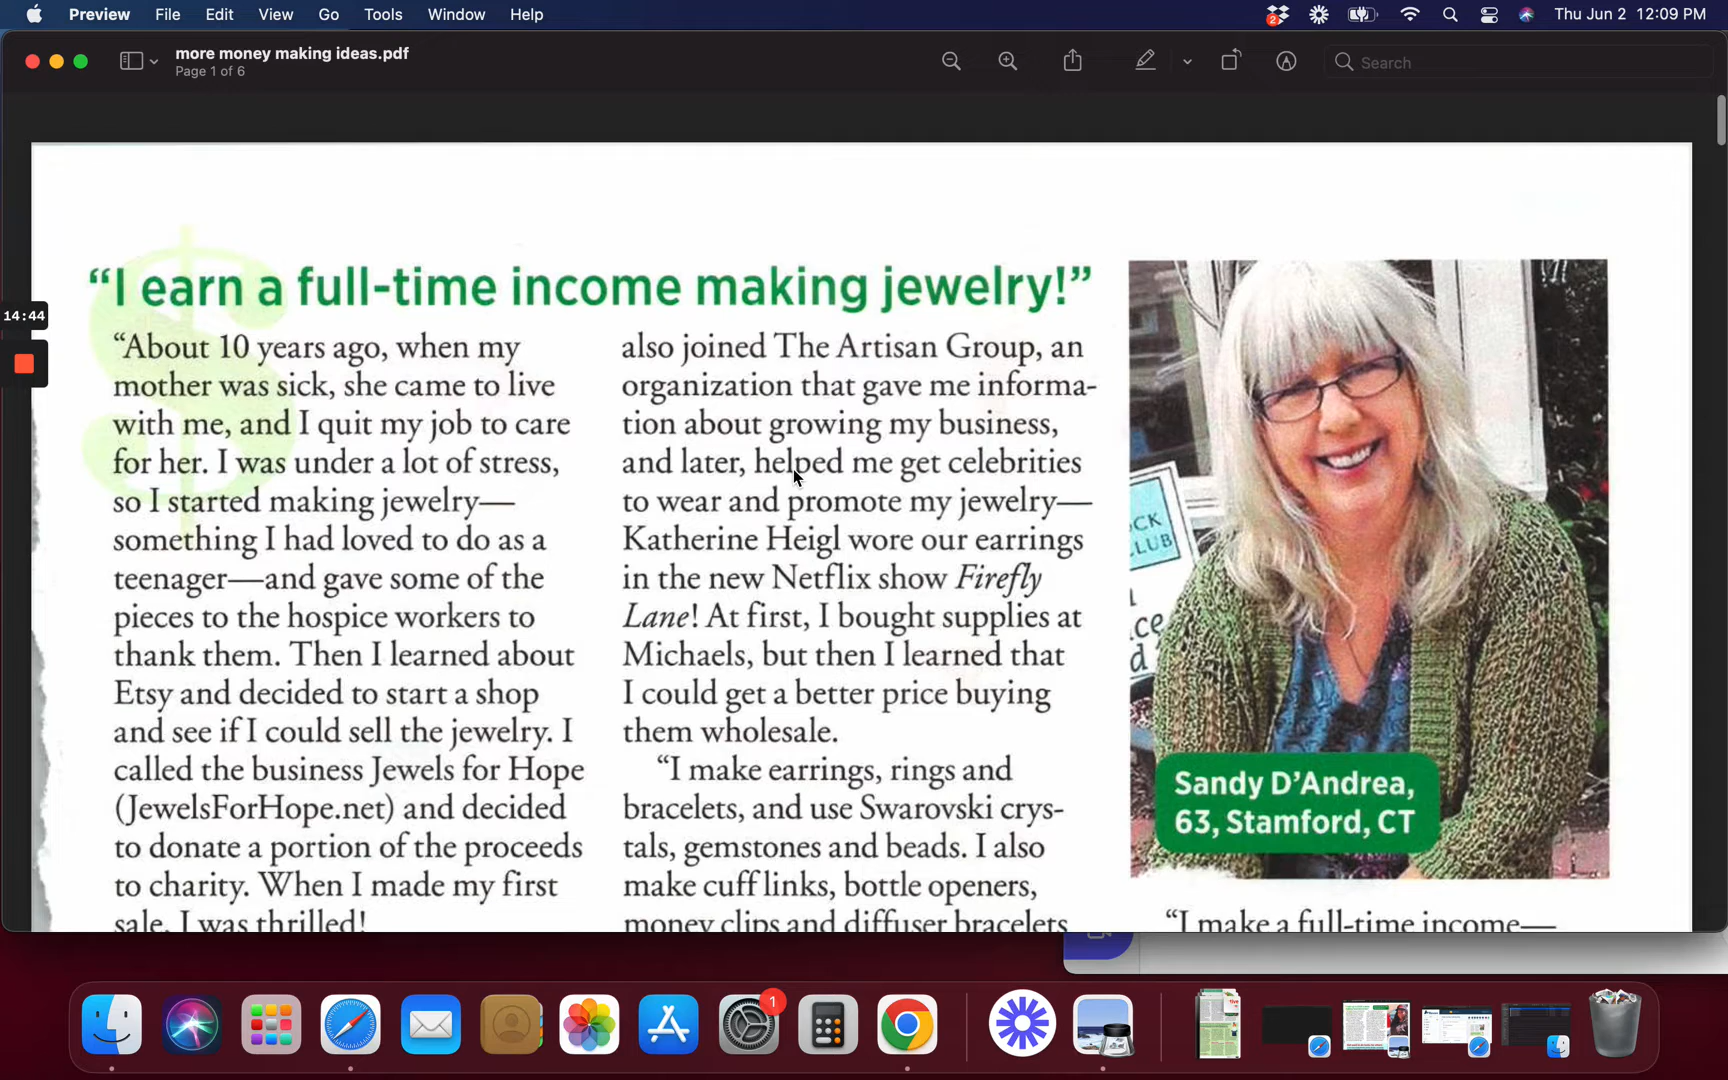 Preview File Edit View Go Tools Window Help
2
Thu Jun 2 12:09 PM
more money making ideas.pdf
Page 1 of 6
Search
14:44
“I earn a full-time income making jewelry!”
“About 10 years ago, when my
mother was sick, she came to live
with me, and I quit my job to care
for her. I was under a lot of stress,
so I started making jewelry—
something I had loved to do as a
teenager—and gave some of the
pieces to the hospice workers to
thank them. Then I learned about
Etsy and decided to start a shop
and see if I could sell the jewelry. I
called the business Jewels for Hope
(JewelsForHope.net) and decided
to donate a portion of the proceeds
to charity. When I made my first
sale, I was thrilled!
also joined The Artisan Group, an
organization that gave me informa-
tion about growing my business,
and later, helped me get celebrities
to wear and promote my jewelry—
Katherine Heigl wore our earrings
in the new Netflix show Firefly
Lane! At first, I bought supplies at
Michaels, but then I learned that
I could get a better price buying
them wholesale.
“I make earrings, rings and
bracelets, and use Swarovski crys-
tals, gemstones and beads. I also
make cuff links, bottle openers,
money clips and diffuser bracelets
CK
LUB
ce
d
Sandy D’Andrea,
63, Stamford, CT
“I make a full-time income—
1